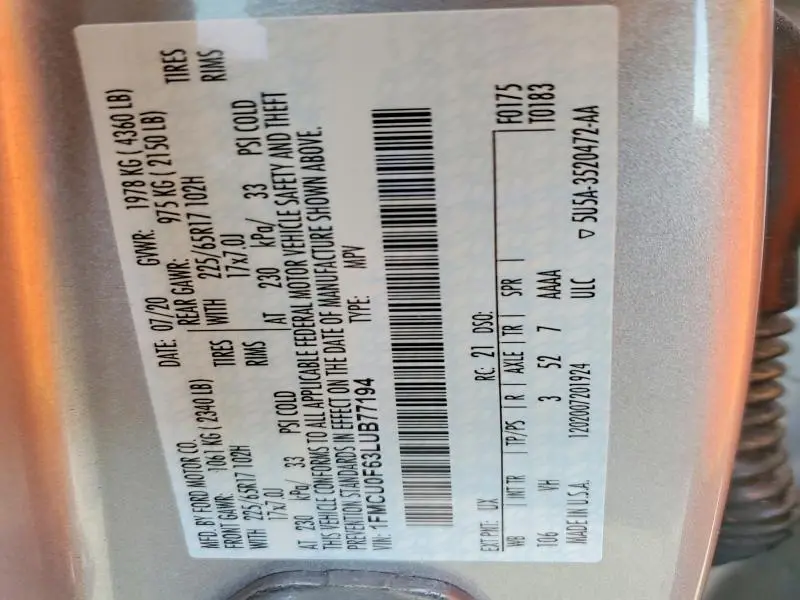 MFD. BY FORD MOTOR CO. DATE: 07/20 GVWR: 1978 KG ( 4360 LB)
FRONT GAWR: 1061 KG ( 2340 LB) REAR GAWR: 975 KG ( 2150 LB)
WITH 225/65R17 102H TIRES WITH 225/65R17 102H TIRES
17x7.0J RIMS 17x7.0J RIMS
AT 230 kPa/ 33 PSI COLD AT 230 kPa/ 33 PSI COLD
THIS VEHICLE CONFORMS TO ALL APPLICABLE FEDERAL MOTOR VEHICLE SAFETY AND THEFT
PREVENTION STANDARDS IN EFFECT ON THE DATE OF MANUFACTURE SHOWN ABOVE.
VIN: 1FMCU0F63LUB77194 TYPE: MPV
EXT PNT: UX RC: 21 DSO: F0175
WB | INT TR | TP/PS | R | AXLE | TR | SPR | T0183
106 VH 3 52 7 AAAA
MADE IN U.S.A. 1202007201924 ULC ▽ 5U5A-3520472-AA